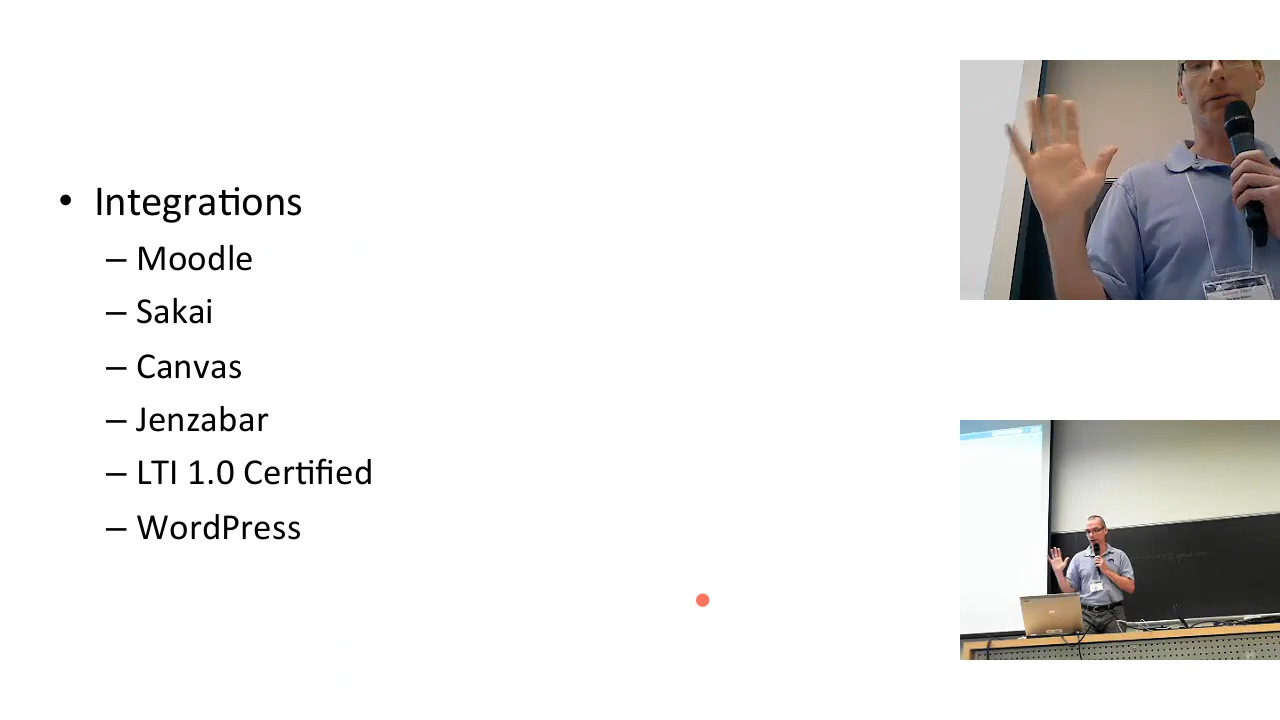 • Integrations
– Moodle
– Sakai
– Canvas
– Jenzabar
– LTI 1.0 Certified
– WordPress